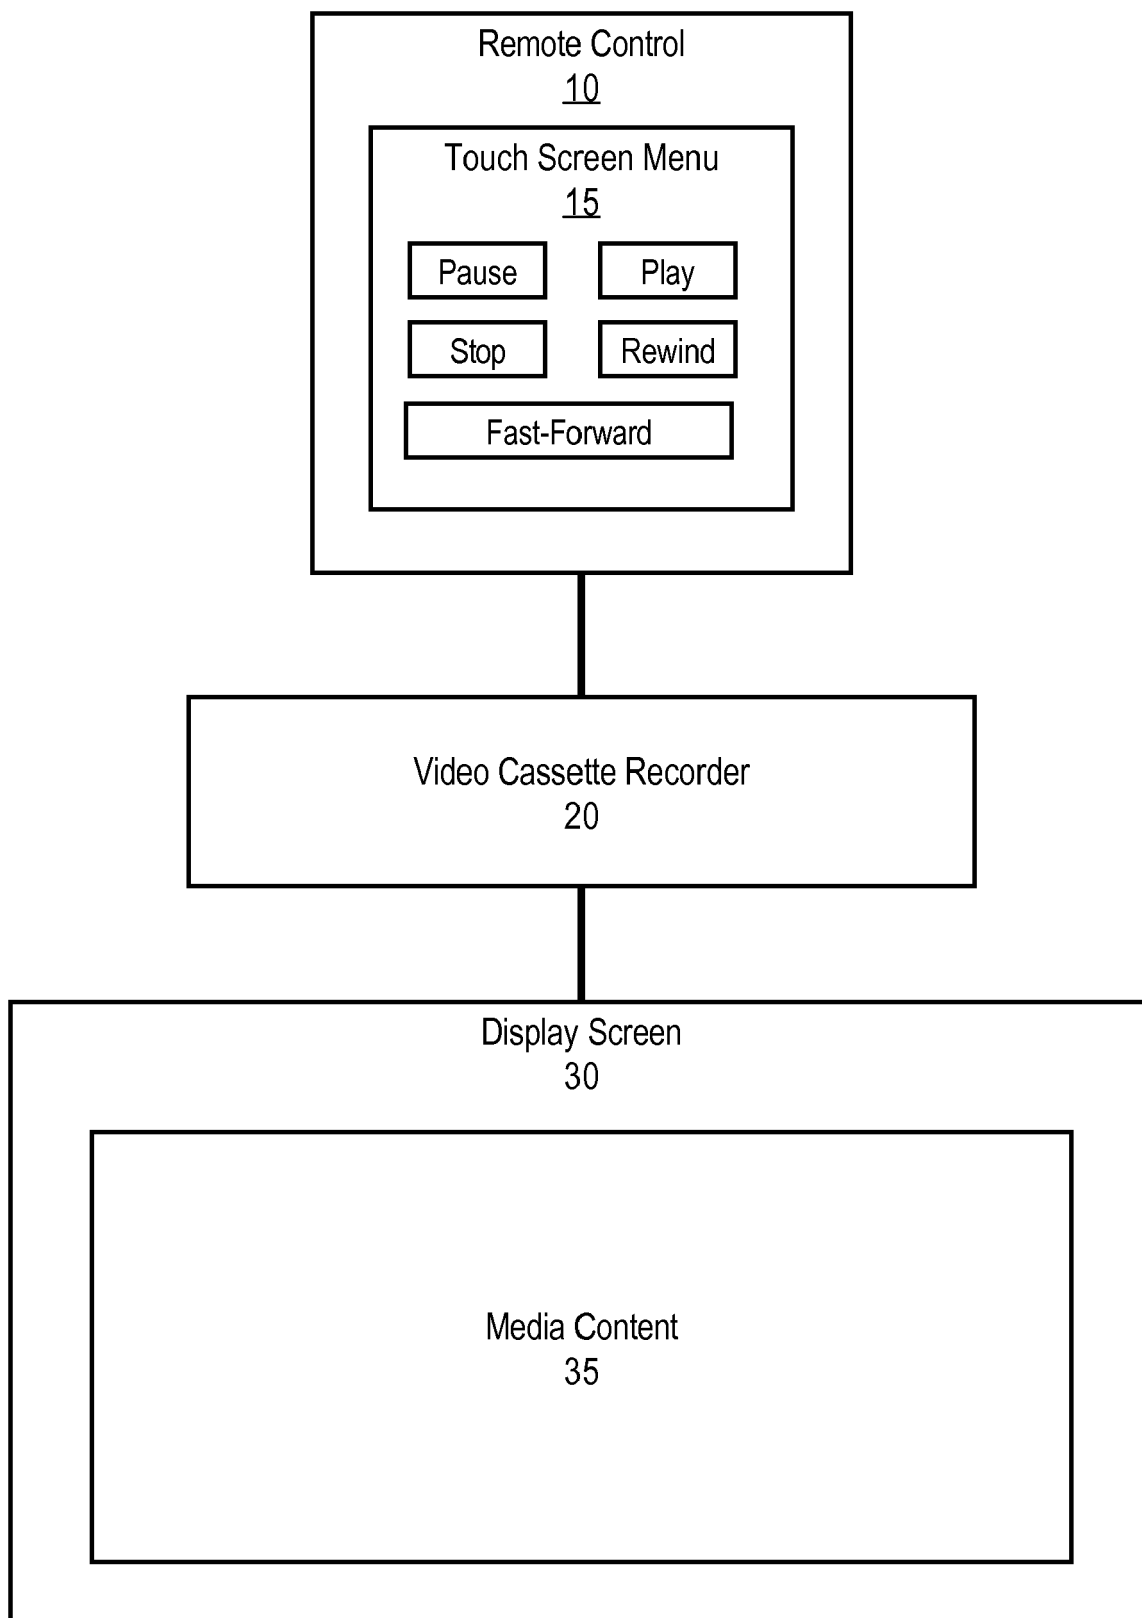 Remote Control
10
Touch Screen Menu
15
Pause
Play
Stop
Rewind
Fast-Forward
Video Cassette Recorder
20
Display Screen
30
Media Content
35